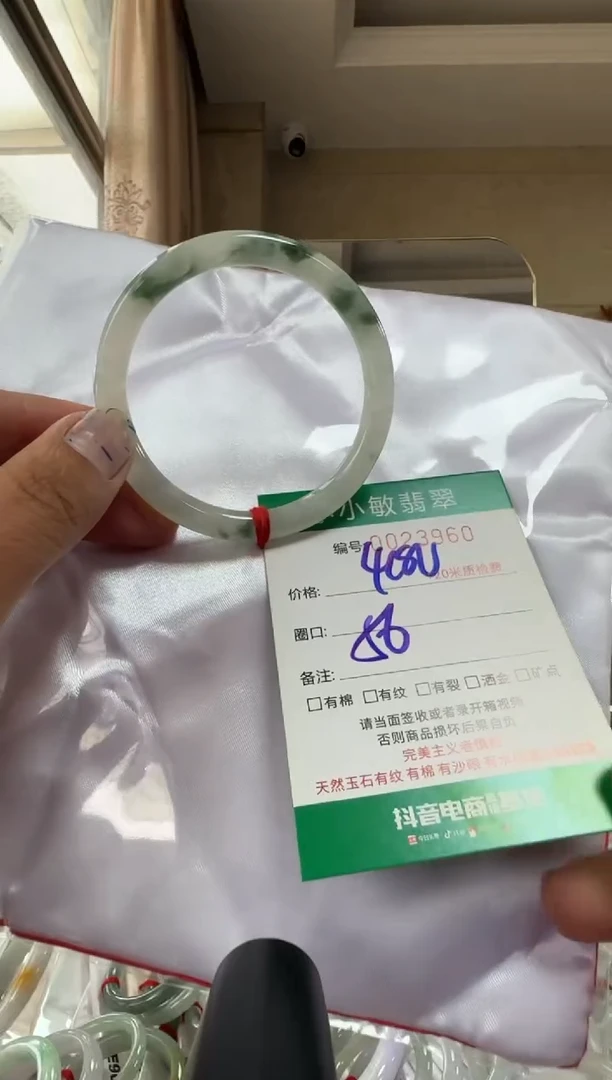 小敏翡翠
编号 0023960
价格:
圈口: 56
备注:
□有棉 □有纹 □有裂 □洒金 □矿点
请当面签收或者录开箱视频
否则商品损坏后果自负
完美主义者慎拍
天然玉石有纹 有棉 有沙眼
抖音电商